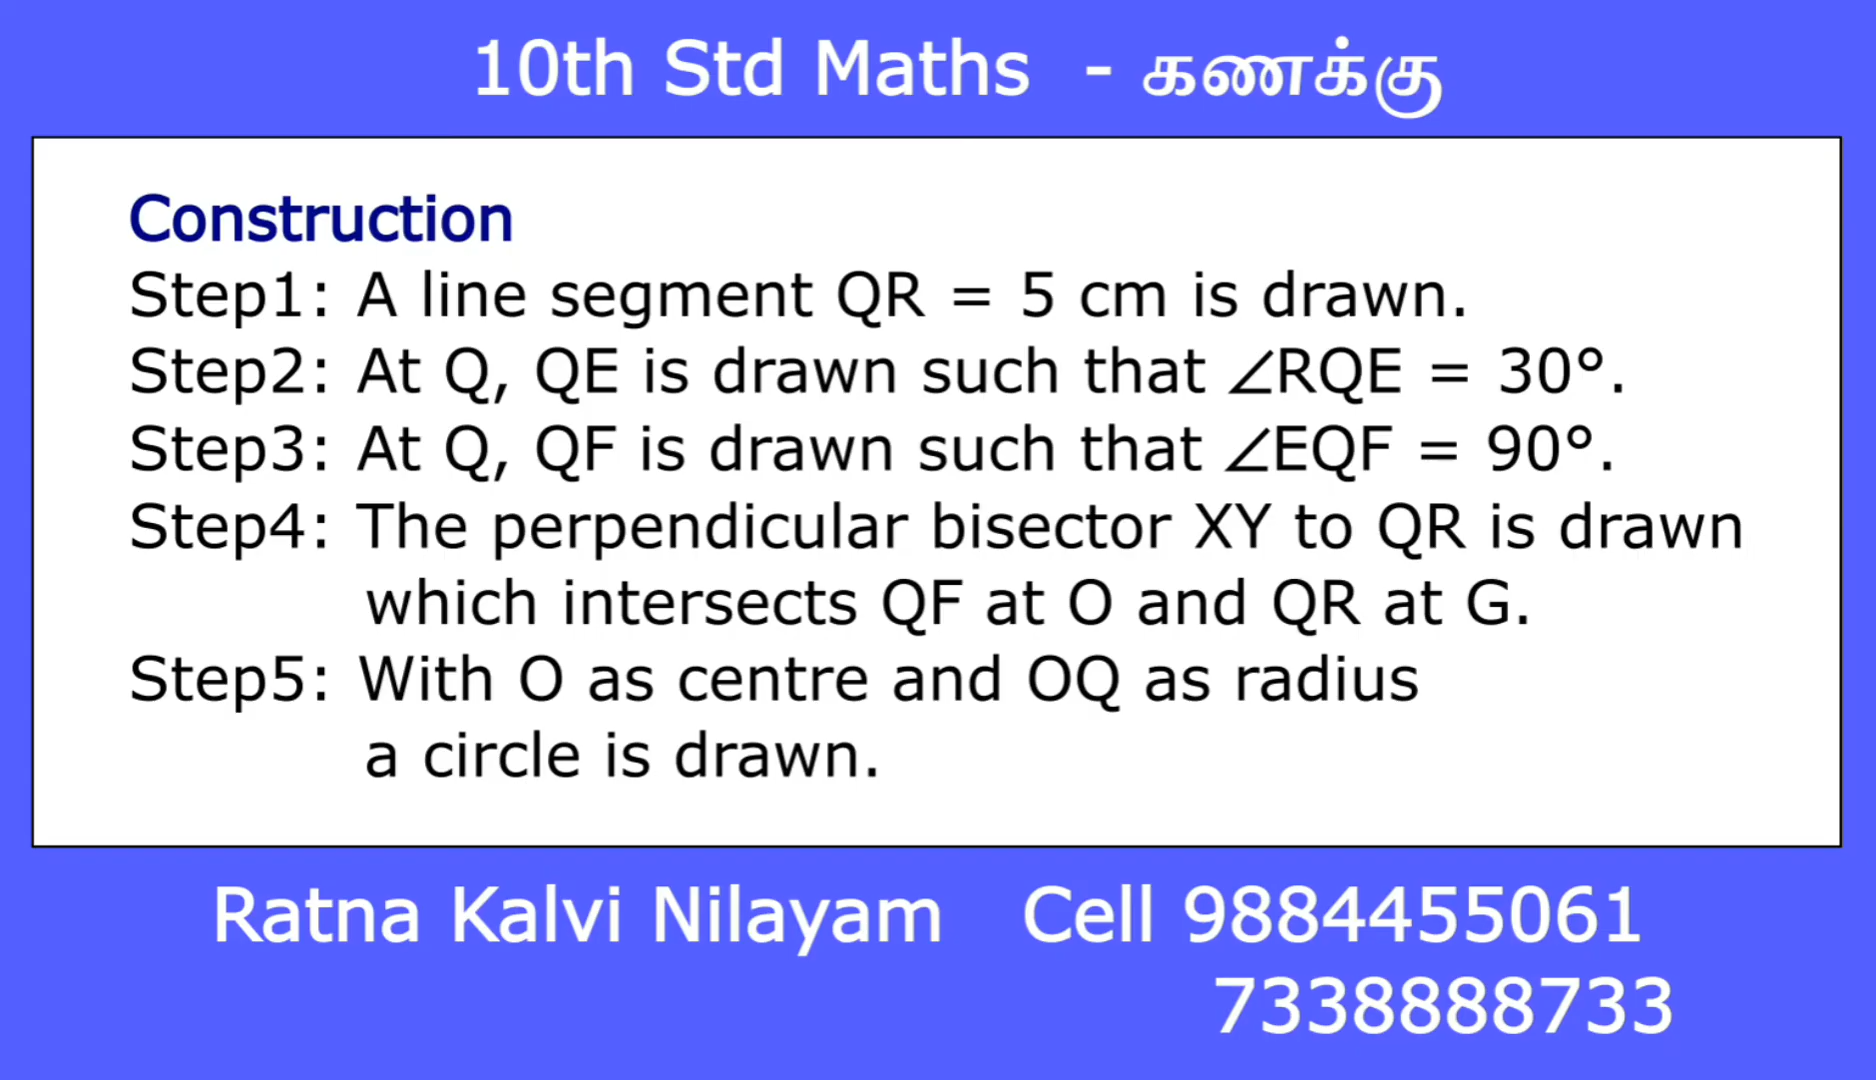 10th Std Maths - கணக்கு
Construction
Step1: A line segment QR = 5 cm is drawn.
Step2: At Q, QE is drawn such that ∠RQE = 30°.
Step3: At Q, QF is drawn such that ∠EQF = 90°.
Step4: The perpendicular bisector XY to QR is drawn
which intersects QF at O and QR at G.
Step5: With O as centre and OQ as radius
a circle is drawn.
Ratna Kalvi Nilayam Cell 9884455061
7338888733